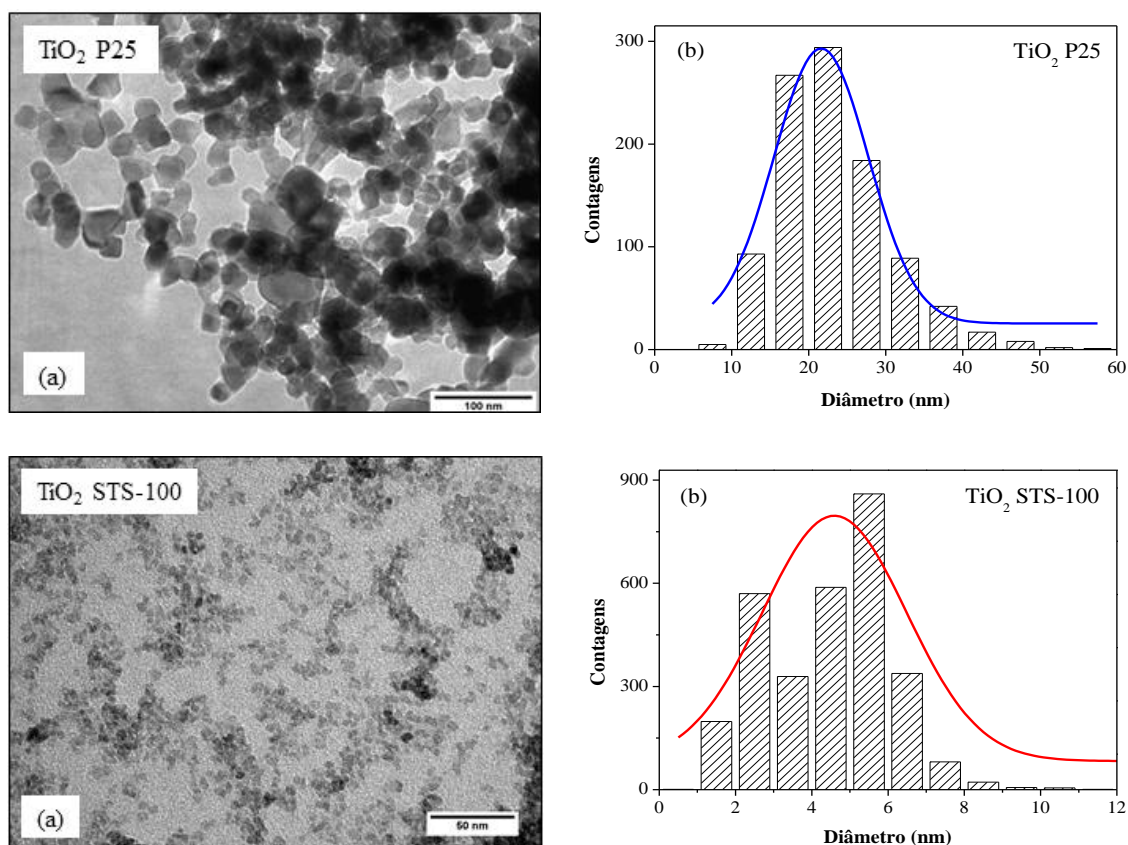 TiO₂ P25
(a)
100 nm
(b)
TiO₂ P25
300
200
100
0
Contagens
0 10 20 30 40 50 60
Diâmetro (nm)
TiO₂ STS-100
(a)
50 nm
(b)
TiO₂ STS-100
900
600
300
0
Contagens
0 2 4 6 8 10 12
Diâmetro (nm)